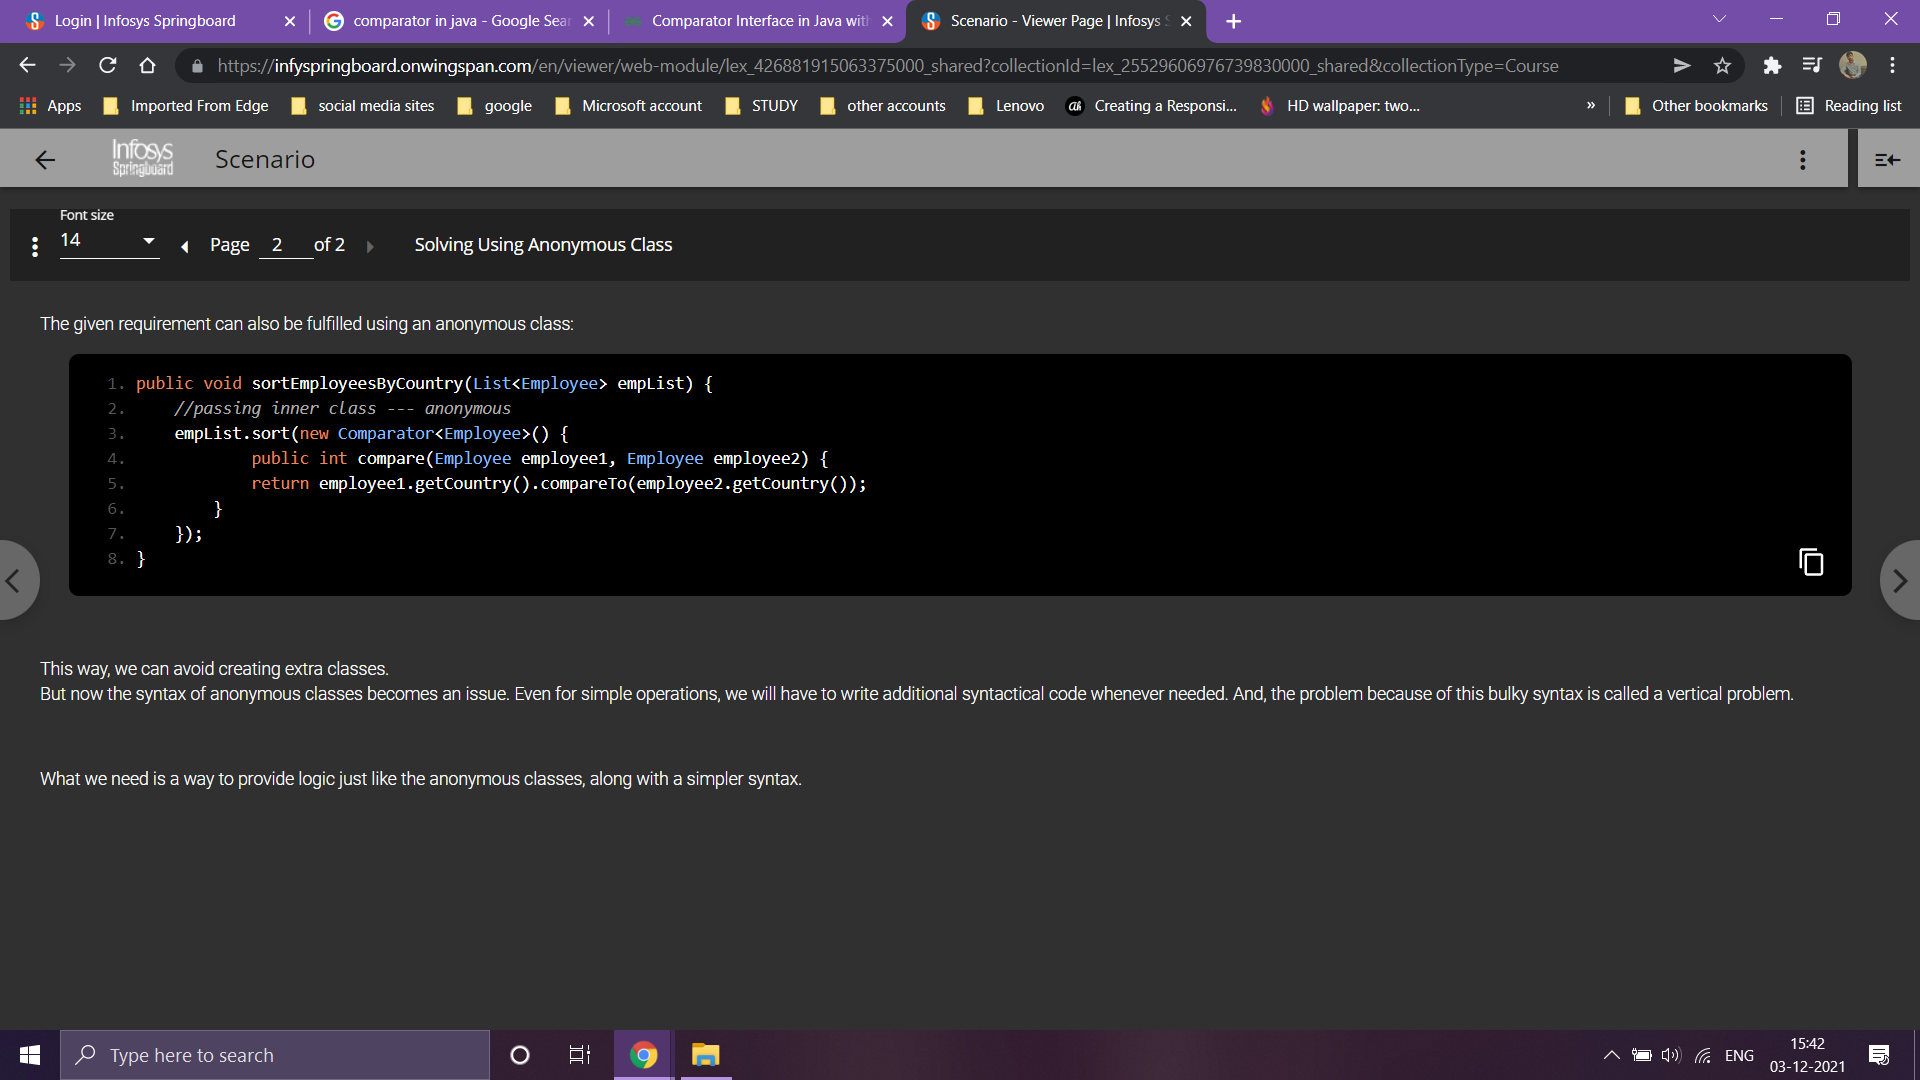 Login | Infosys Springboard
comparator in java - Google Sear
Comparator Interface in Java with
Scenario - Viewer Page | Infosys S
https://infyspringboard.onwingspan.com/en/viewer/web-module/lex_426881915063375000_shared?collectionId=lex_25529606976739830000_shared&collectionType=Course
Apps Imported From Edge social media sites google Microsoft account STUDY other accounts Lenovo Creating a Responsi... HD wallpaper: two... » Other bookmarks Reading list
Infosys
Springboard
Scenario
Font size
14
Page 2 of 2
Solving Using Anonymous Class
The given requirement can also be fulfilled using an anonymous class:
1. public void sortEmployeesByCountry(List<Employee> empList) {
2. //passing inner class --- anonymous
3. empList.sort(new Comparator<Employee>() {
4. public int compare(Employee employee1, Employee employee2) {
5. return employee1.getCountry().compareTo(employee2.getCountry());
6. }
7. });
8. }
This way, we can avoid creating extra classes.
But now the syntax of anonymous classes becomes an issue. Even for simple operations, we will have to write additional syntactical code whenever needed. And, the problem because of this bulky syntax is called a vertical problem.
What we need is a way to provide logic just like the anonymous classes, along with a simpler syntax.
Type here to search
ENG
15:42
03-12-2021